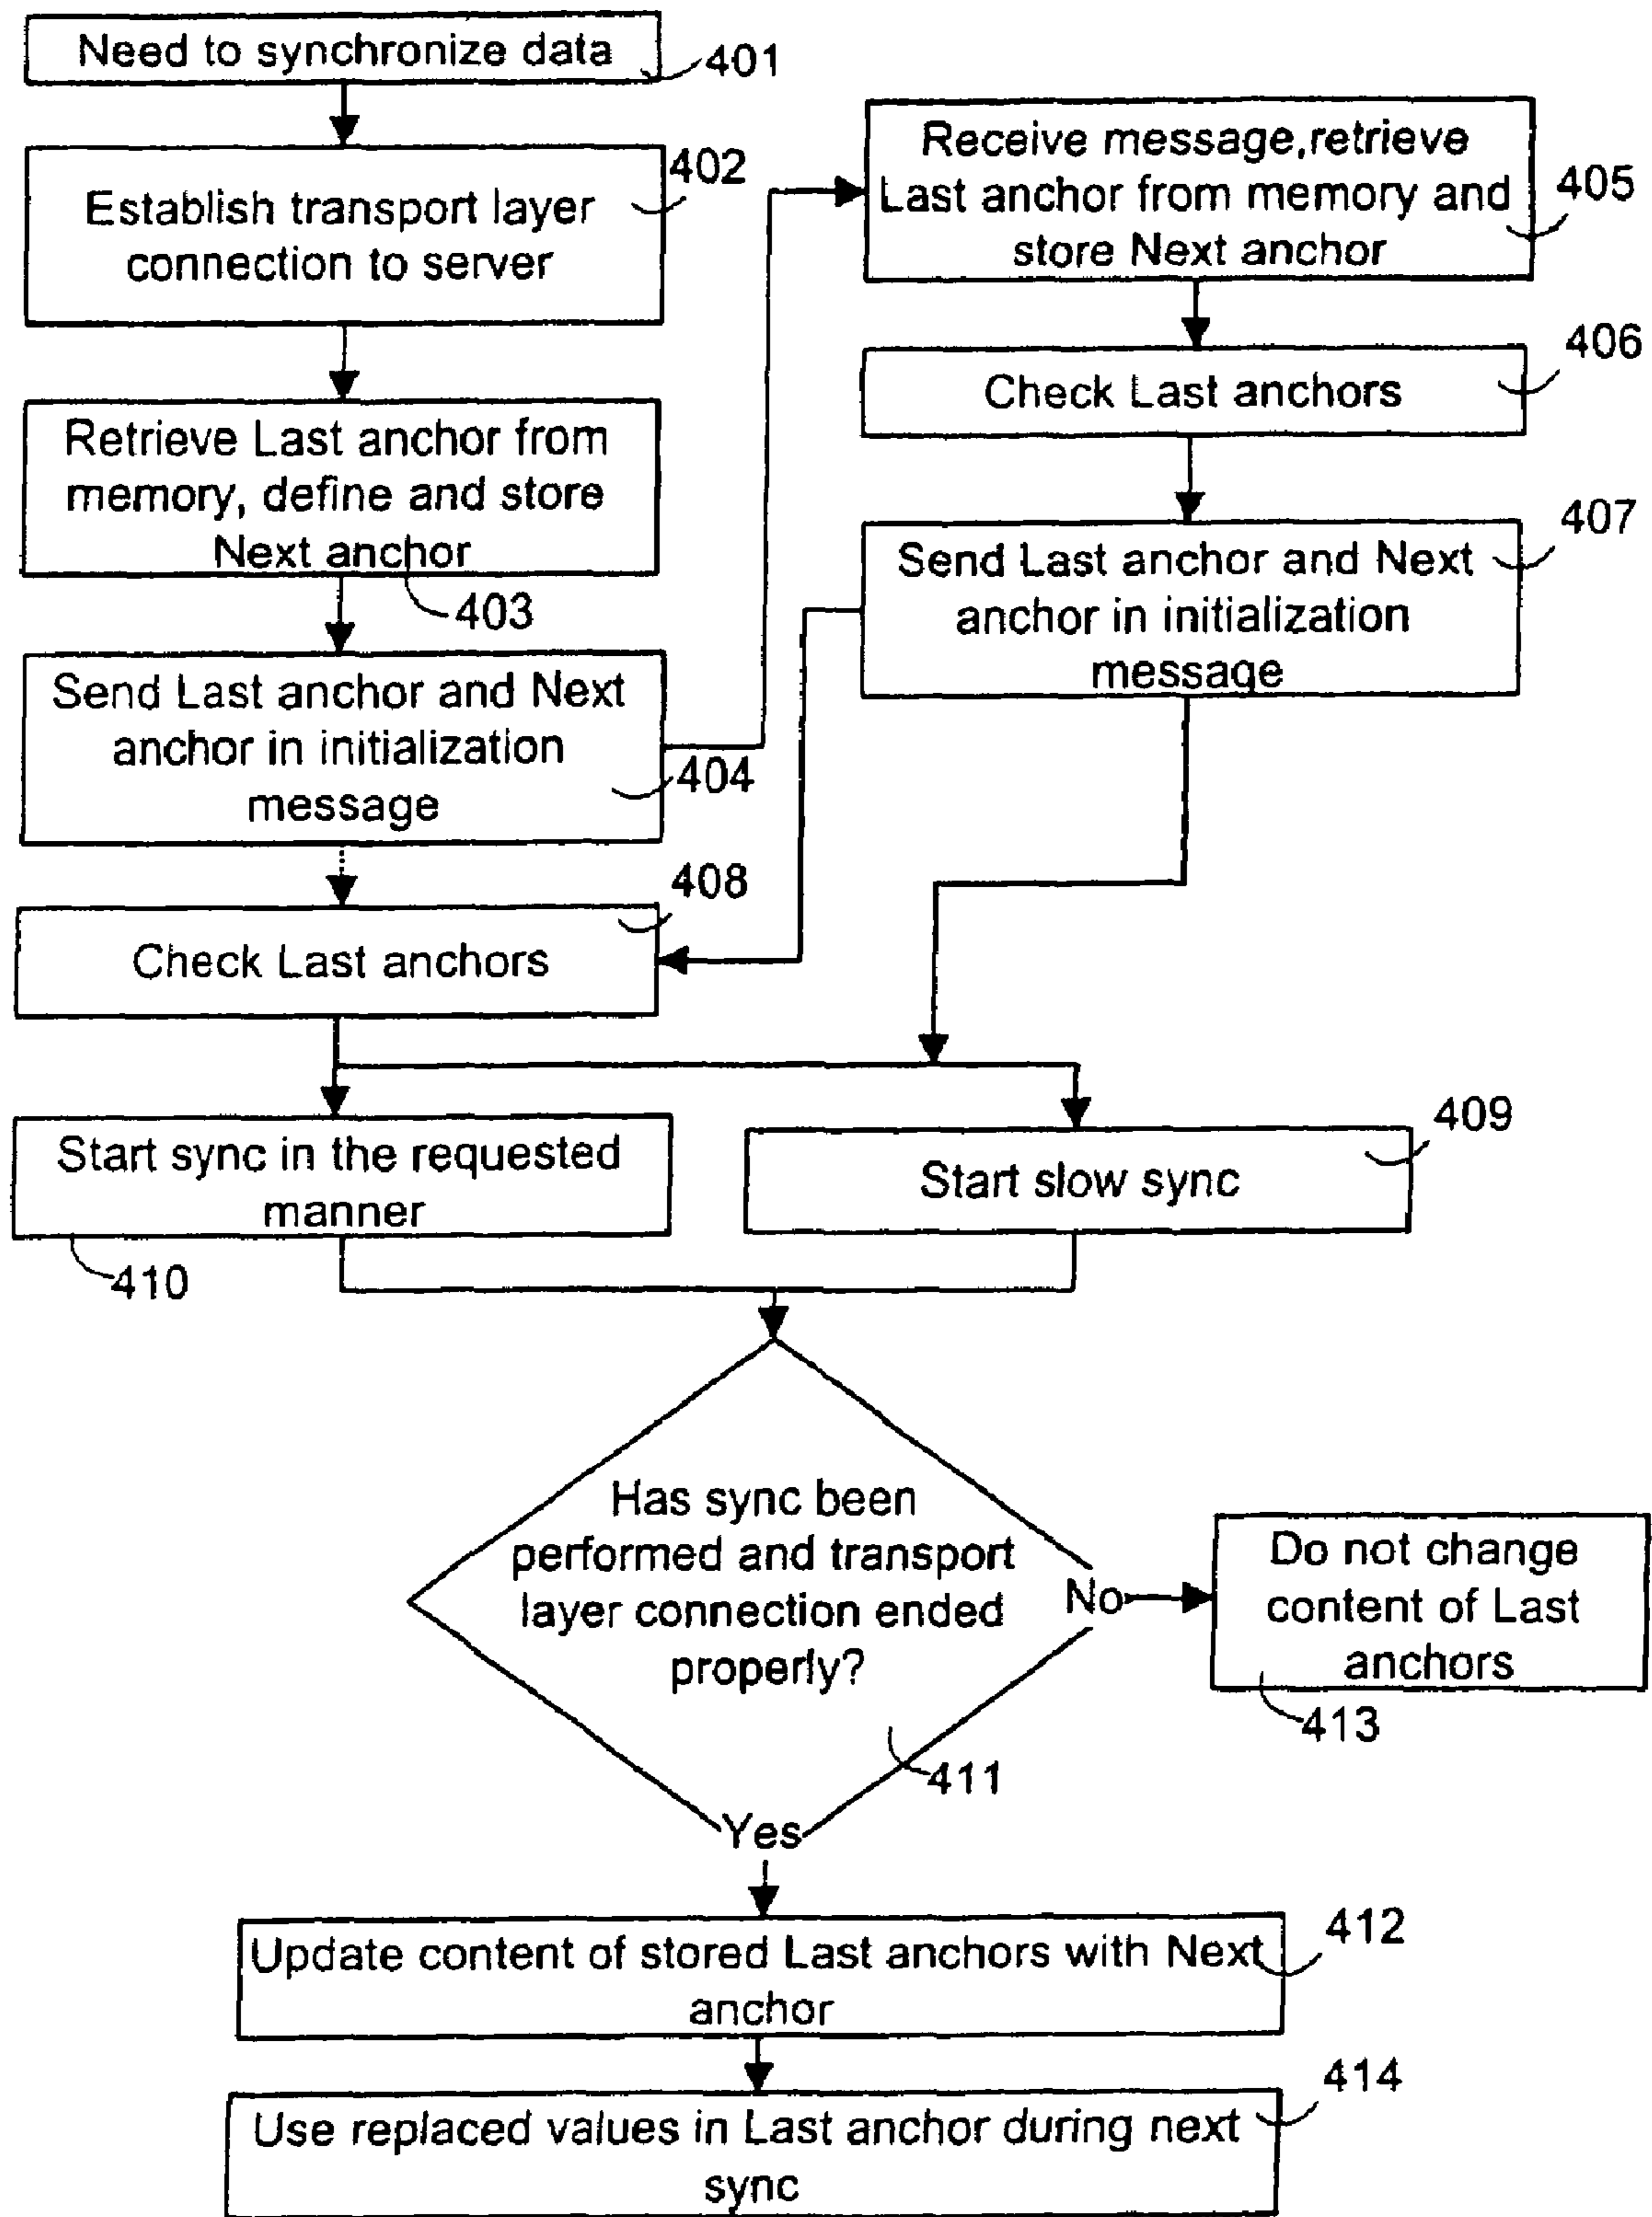 Need to synchronize data
401
Establish transport layer
connection to server
402
Retrieve Last anchor from
memory, define and store
Next anchor
403
Send Last anchor and Next
anchor in initialization
message
404
Receive message,retrieve
Last anchor from memory and
store Next anchor
405
Check Last anchors
406
Send Last anchor and Next
anchor in initialization
message
407
408
Check Last anchors
Start sync in the requested
manner
410
409
Start slow sync
Has sync been
performed and transport
layer connection ended
properly?
411
No
Do not change
content of Last
anchors
413
Yes
Update content of stored Last anchors with Next
anchor
412
Use replaced values in Last anchor during next
sync
414